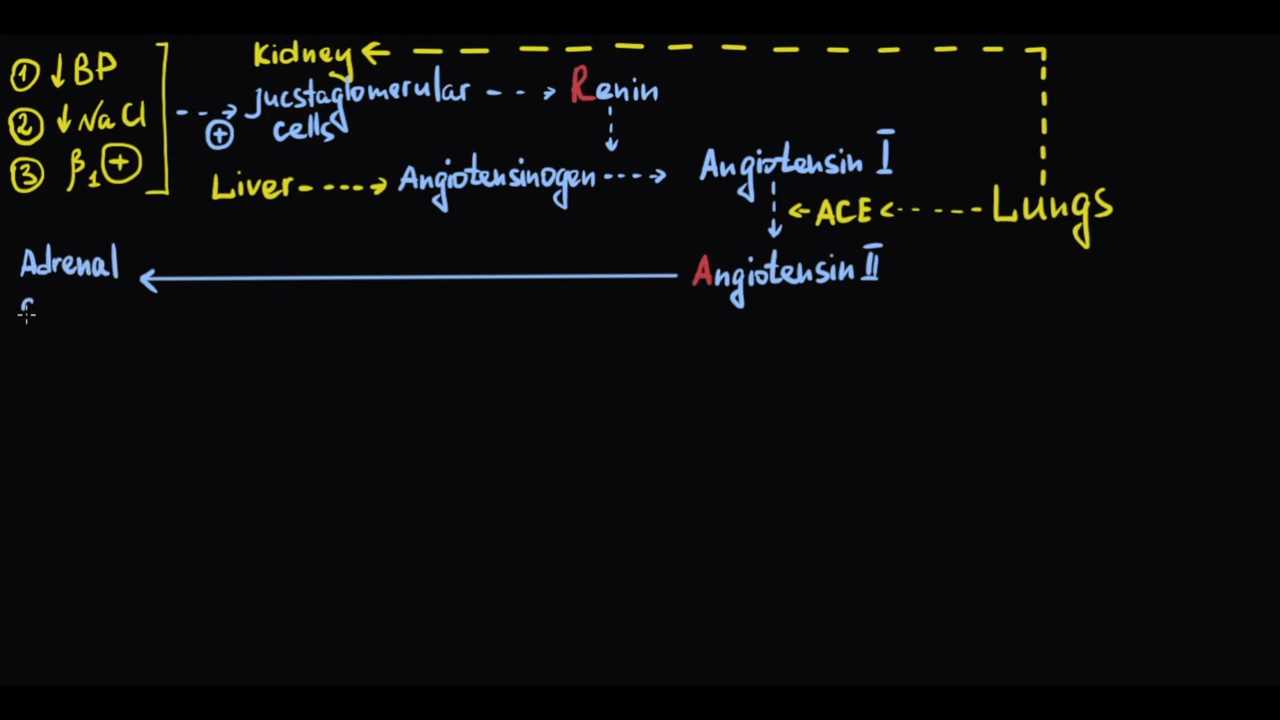 Kidney
① ↓ BP
② ↓ NaCl
③ β₁ +
+
jucstaglomerular
cells
Renin
Liver
Angiotensinogen
Angiotensin I
ACE
Lungs
Adrenal
Angiotensin II